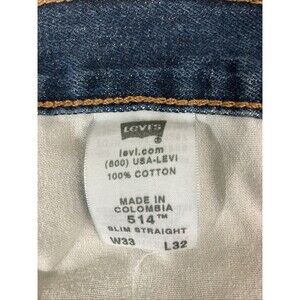 LEVI'S ®
levi.com
(800) USA-LEVI
100% COTTON
MADE IN
COLOMBIA
514™
SLIM STRAIGHT
W33 L32